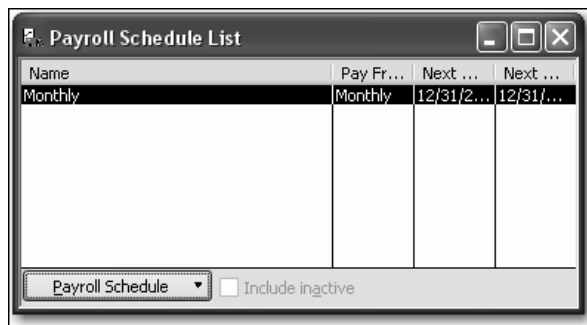 Payroll Schedule List
Name Pay Fr... Next ... Next ...
Monthly Monthly 12/31/2... 12/31/...
Payroll Schedule Include inactive